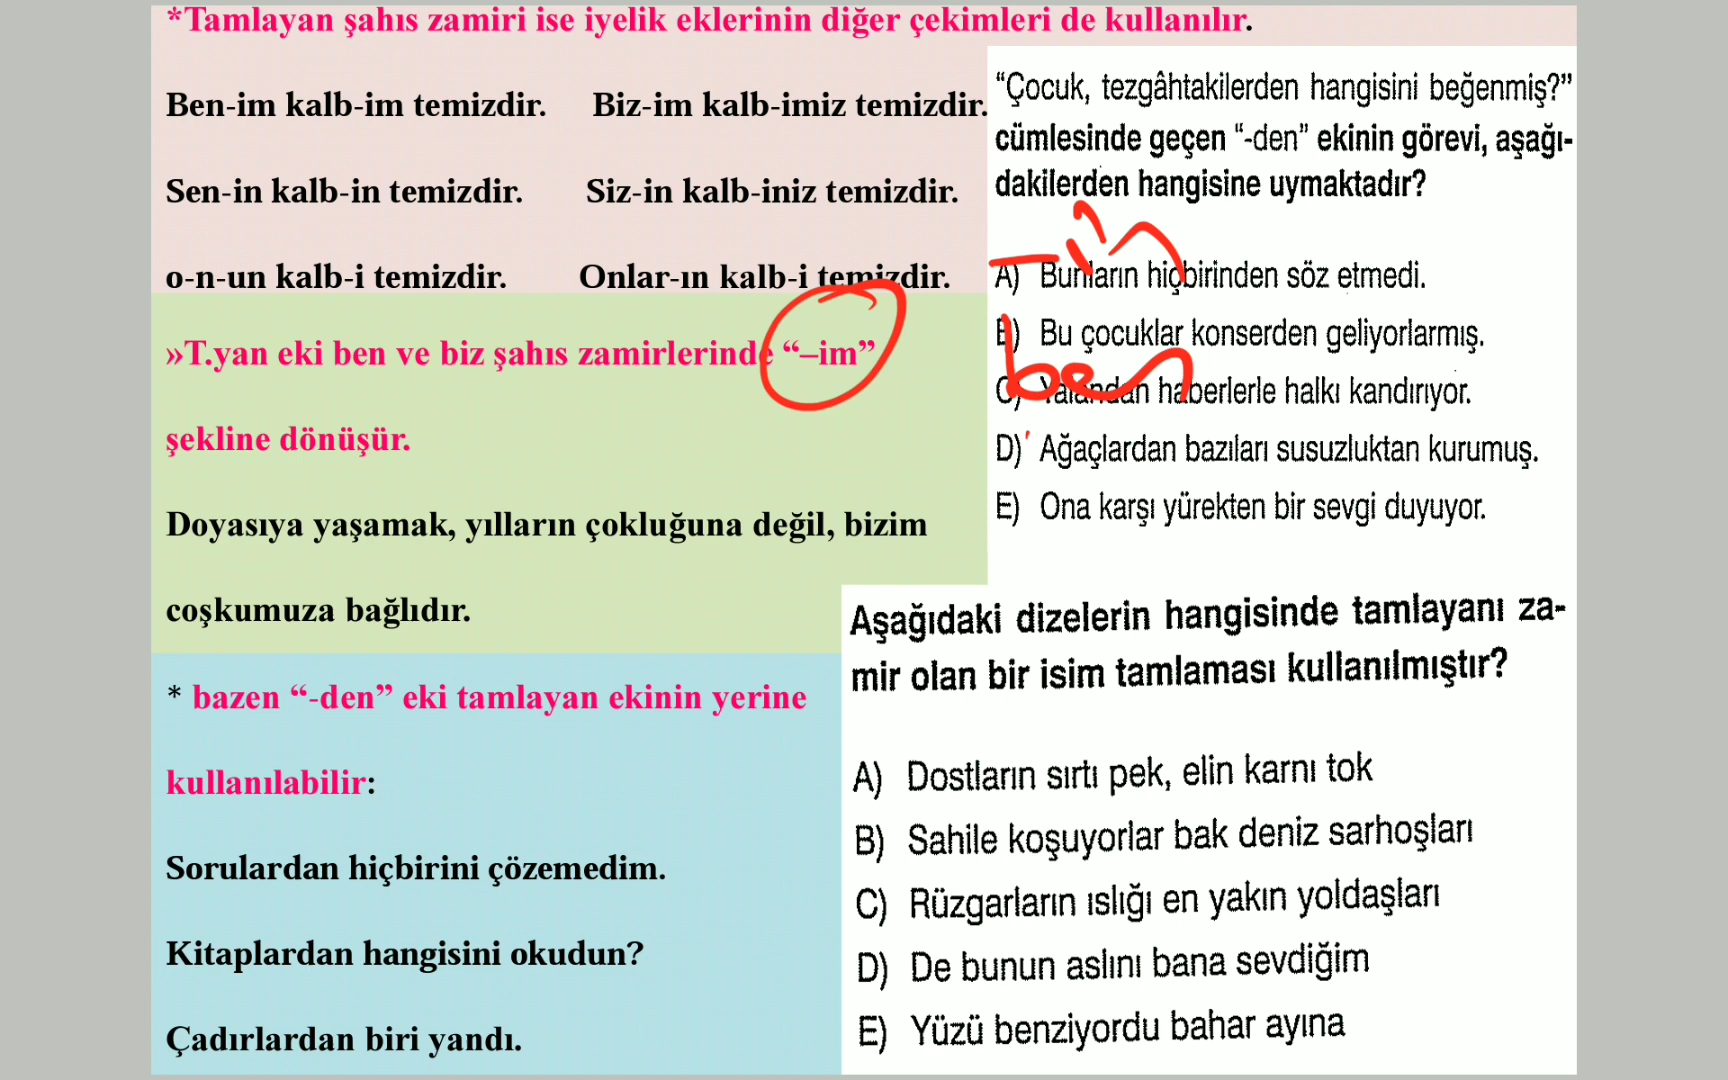 *Tamlayan şahıs zamiri ise iyelik eklerinin diğer çekimleri de kullanılır.
Ben-im kalb-im temizdir. Biz-im kalb-imiz temizdir.
Sen-in kalb-in temizdir. Siz-in kalb-iniz temizdir.
o-n-un kalb-i temizdir. Onlar-ın kalb-i temizdir.
»T.yan eki ben ve biz şahıs zamirlerinde “–im”
şekline dönüşür.
Doyasıya yaşamak, yılların çokluğuna değil, bizim
coşkumuza bağlıdır.
* bazen “-den” eki tamlayan ekinin yerine
kullanılabilir:
Sorulardan hiçbirini çözemedim.
Kitaplardan hangisini okudun?
Çadırlardan biri yandı.
“Çocuk, tezgâhtakilerden hangisini beğenmiş?”
cümlesinde geçen “-den” ekinin görevi, aşağı-
dakilerden hangisine uymaktadır?
-in
A) Bunların hiçbirinden söz etmedi.
B) Bu çocuklar konserden geliyorlarmış.
ben
C) Yalandan haberlerle halkı kandırıyor.
D) Ağaçlardan bazıları susuzluktan kurumuş.
E) Ona karşı yürekten bir sevgi duyuyor.
Aşağıdaki dizelerin hangisinde tamlayanı za-
mir olan bir isim tamlaması kullanılmıştır?
A) Dostların sırtı pek, elin karnı tok
B) Sahile koşuyorlar bak deniz sarhoşları
C) Rüzgarların ıslığı en yakın yoldaşları
D) De bunun aslını bana sevdiğim
E) Yüzü benziyordu bahar ayına